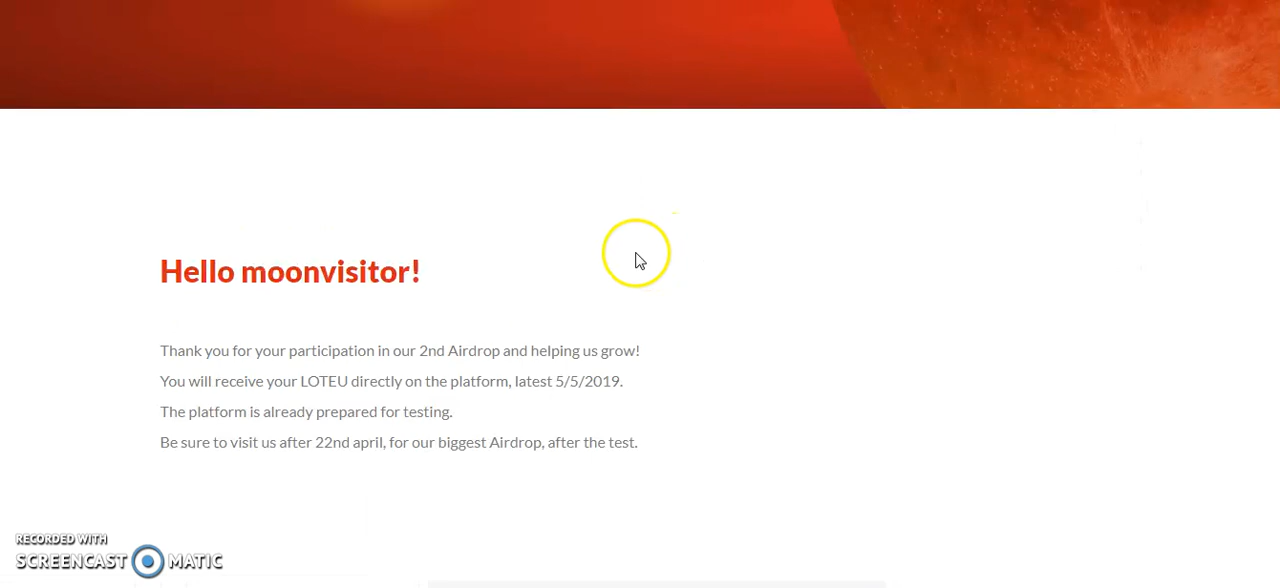 Hello moonvisitor!
Thank you for your participation in our 2nd Airdrop and helping us grow!
You will receive your LOTEU directly on the platform, latest 5/5/2019.
The platform is already prepared for testing.
Be sure to visit us after 22nd april, for our biggest Airdrop, after the test.
RECORDED WITH
SCREENCAST MATIC